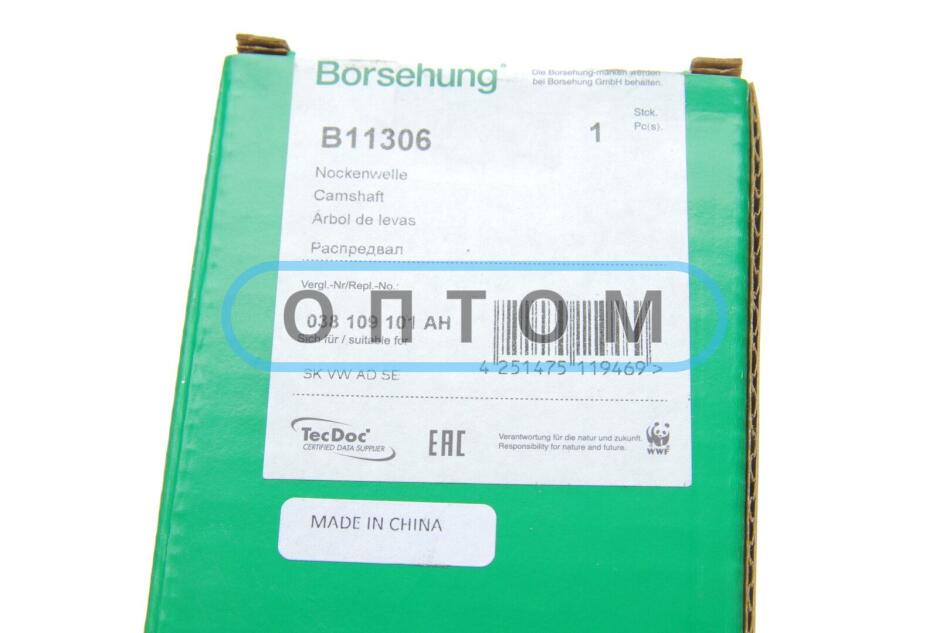 Borsehung®
Die Borsehung-marken werden
bei Borsehung GmbH behalten.
B11306
1
Stck.
Pc(s).
Nockenwelle
Camshaft
Árbol de levas
Распредвал
Vergl.-Nr/Repl.-No.:
ОПТОМ
038 109 101 AH
Sich für / suitable for
SK VW AD SE
4 251475 119469 >
TecDoc
CERTIFIED DATA SUPPLIER
EAC
Verantwortung für die natur und zukunft.
Responsibility for nature and future.
WWF
MADE IN CHINA